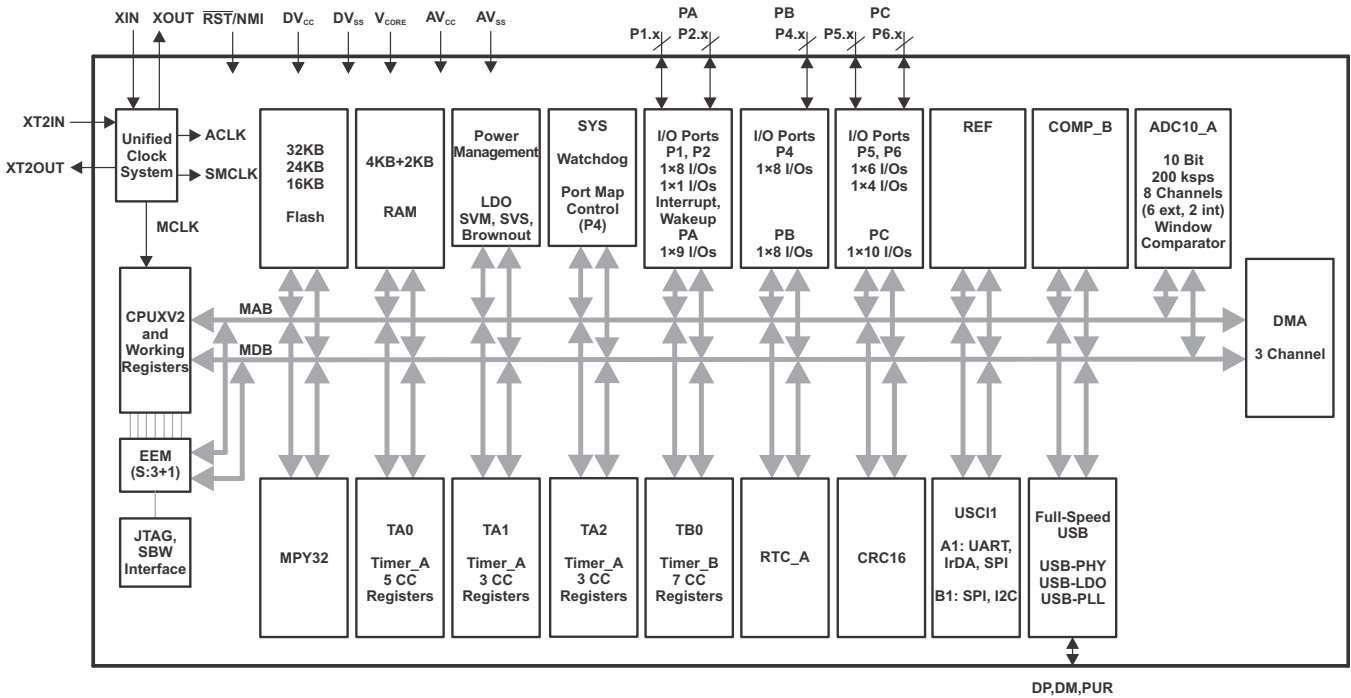 XIN XOUT RST/NMI DVCC DVSS VCORE AVCC AVSS
PA PB PC
P1.x P2.x P4.x P5.x P6.x
XT2IN
XT2OUT
Unified
Clock
System
ACLK
SMCLK
MCLK
32KB
24KB
16KB
Flash
4KB+2KB
RAM
Power
Management
LDO
SVM, SVS,
Brownout
SYS
Watchdog
Port Map
Control
(P4)
I/O Ports
P1, P2
1×8 I/Os
1×1 I/Os
Interrupt,
Wakeup
PA
1×9 I/Os
I/O Ports
P4
1×8 I/Os
PB
1×8 I/Os
I/O Ports
P5, P6
1×6 I/Os
1×4 I/Os
PC
1×10 I/Os
REF
COMP_B
ADC10_A
10 Bit
200 ksps
8 Channels
(6 ext, 2 int)
Window
Comparator
CPUXV2
and
Working
Registers
MAB
MDB
DMA
3 Channel
EEM
(S:3+1)
JTAG,
SBW
Interface
MPY32
TA0
Timer_A
5 CC
Registers
TA1
Timer_A
3 CC
Registers
TA2
Timer_A
3 CC
Registers
TB0
Timer_B
7 CC
Registers
RTC_A
CRC16
USCI1
A1: UART,
IrDA, SPI
B1: SPI, I2C
Full-Speed
USB
USB-PHY
USB-LDO
USB-PLL
DP,DM,PUR